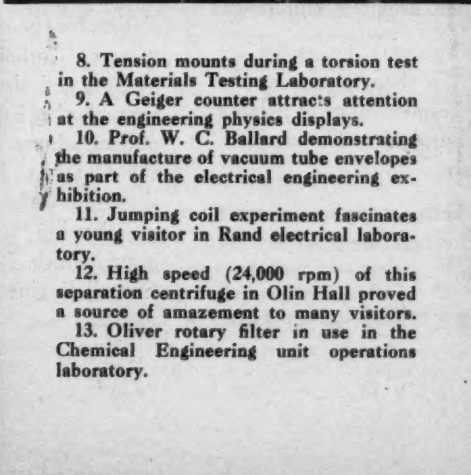 8. Tension mounts during a torsion test
in the Materials Testing Laboratory.
9. A Geiger counter attracts attention
at the engineering physics displays.
10. Prof. W. C. Ballard demonstrating
the manufacture of vacuum tube envelopes
as part of the electrical engineering ex-
hibition.
11. Jumping coil experiment fascinates
a young visitor in Rand electrical labora-
tory.
12. High speed (24,000 rpm) of this
separation centrifuge in Olin Hall proved
a source of amazement to many visitors.
13. Oliver rotary filter in use in the
Chemical Engineering unit operations
laboratory.